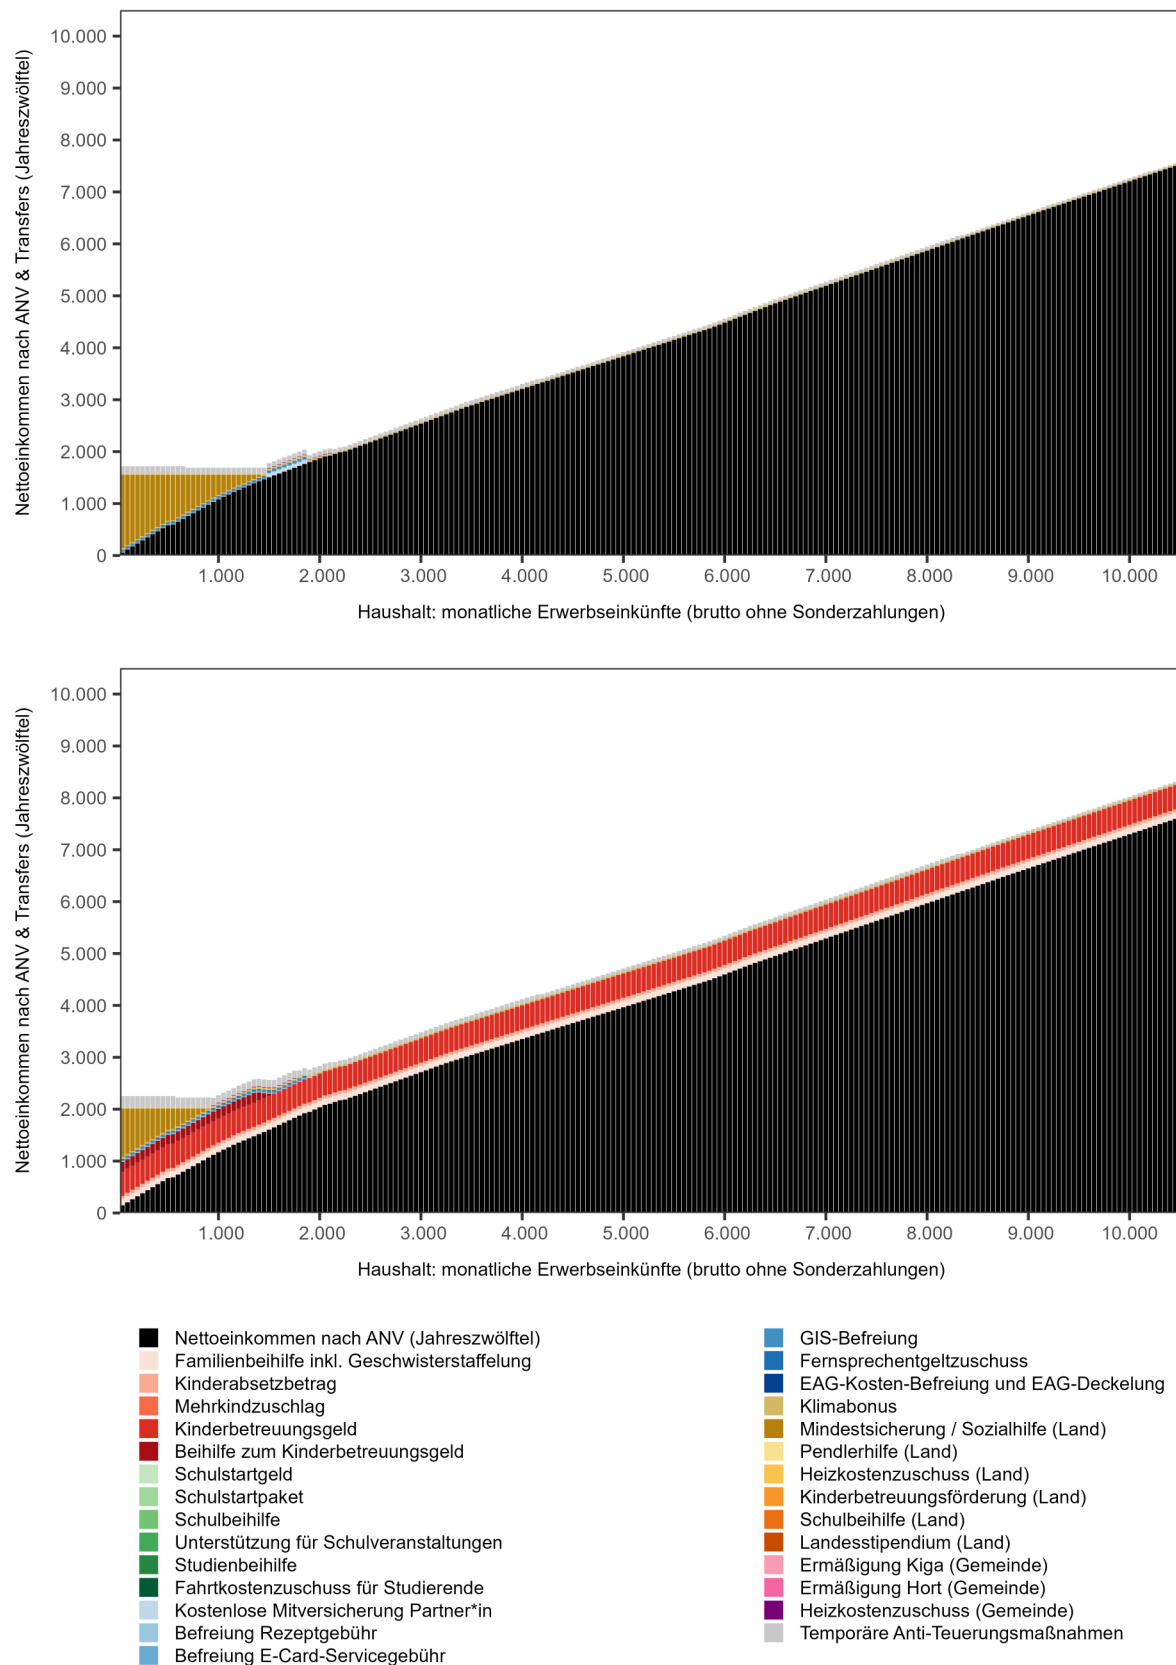 10.000
9.000
8.000
7.000
6.000
5.000
4.000
3.000
2.000
1.000
0
Nettoeinkommen nach ANV & Transfers (Jahreszwölftel)
1.000 2.000 3.000 4.000 5.000 6.000 7.000 8.000 9.000 10.000
Haushalt: monatliche Erwerbseinkünfte (brutto ohne Sonderzahlungen)
10.000
9.000
8.000
7.000
6.000
5.000
4.000
3.000
2.000
1.000
0
Nettoeinkommen nach ANV & Transfers (Jahreszwölftel)
1.000 2.000 3.000 4.000 5.000 6.000 7.000 8.000 9.000 10.000
Haushalt: monatliche Erwerbseinkünfte (brutto ohne Sonderzahlungen)
Nettoeinkommen nach ANV (Jahreszwölftel)
Familienbeihilfe inkl. Geschwisterstaffelung
Kinderabsetzbetrag
Mehrkindzuschlag
Kinderbetreuungsgeld
Beihilfe zum Kinderbetreuungsgeld
Schulstartgeld
Schulstartpaket
Schulbeihilfe
Unterstützung für Schulveranstaltungen
Studienbeihilfe
Fahrtkostenzuschuss für Studierende
Kostenlose Mitversicherung Partner*in
Befreiung Rezeptgebühr
Befreiung E-Card-Servicegebühr
GIS-Befreiung
Fernsprechentgeltzuschuss
EAG-Kosten-Befreiung und EAG-Deckelung
Klimabonus
Mindestsicherung / Sozialhilfe (Land)
Pendlerhilfe (Land)
Heizkostenzuschuss (Land)
Kinderbetreuungsförderung (Land)
Schulbeihilfe (Land)
Landesstipendium (Land)
Ermäßigung Kiga (Gemeinde)
Ermäßigung Hort (Gemeinde)
Heizkostenzuschuss (Gemeinde)
Temporäre Anti-Teuerungsmaßnahmen